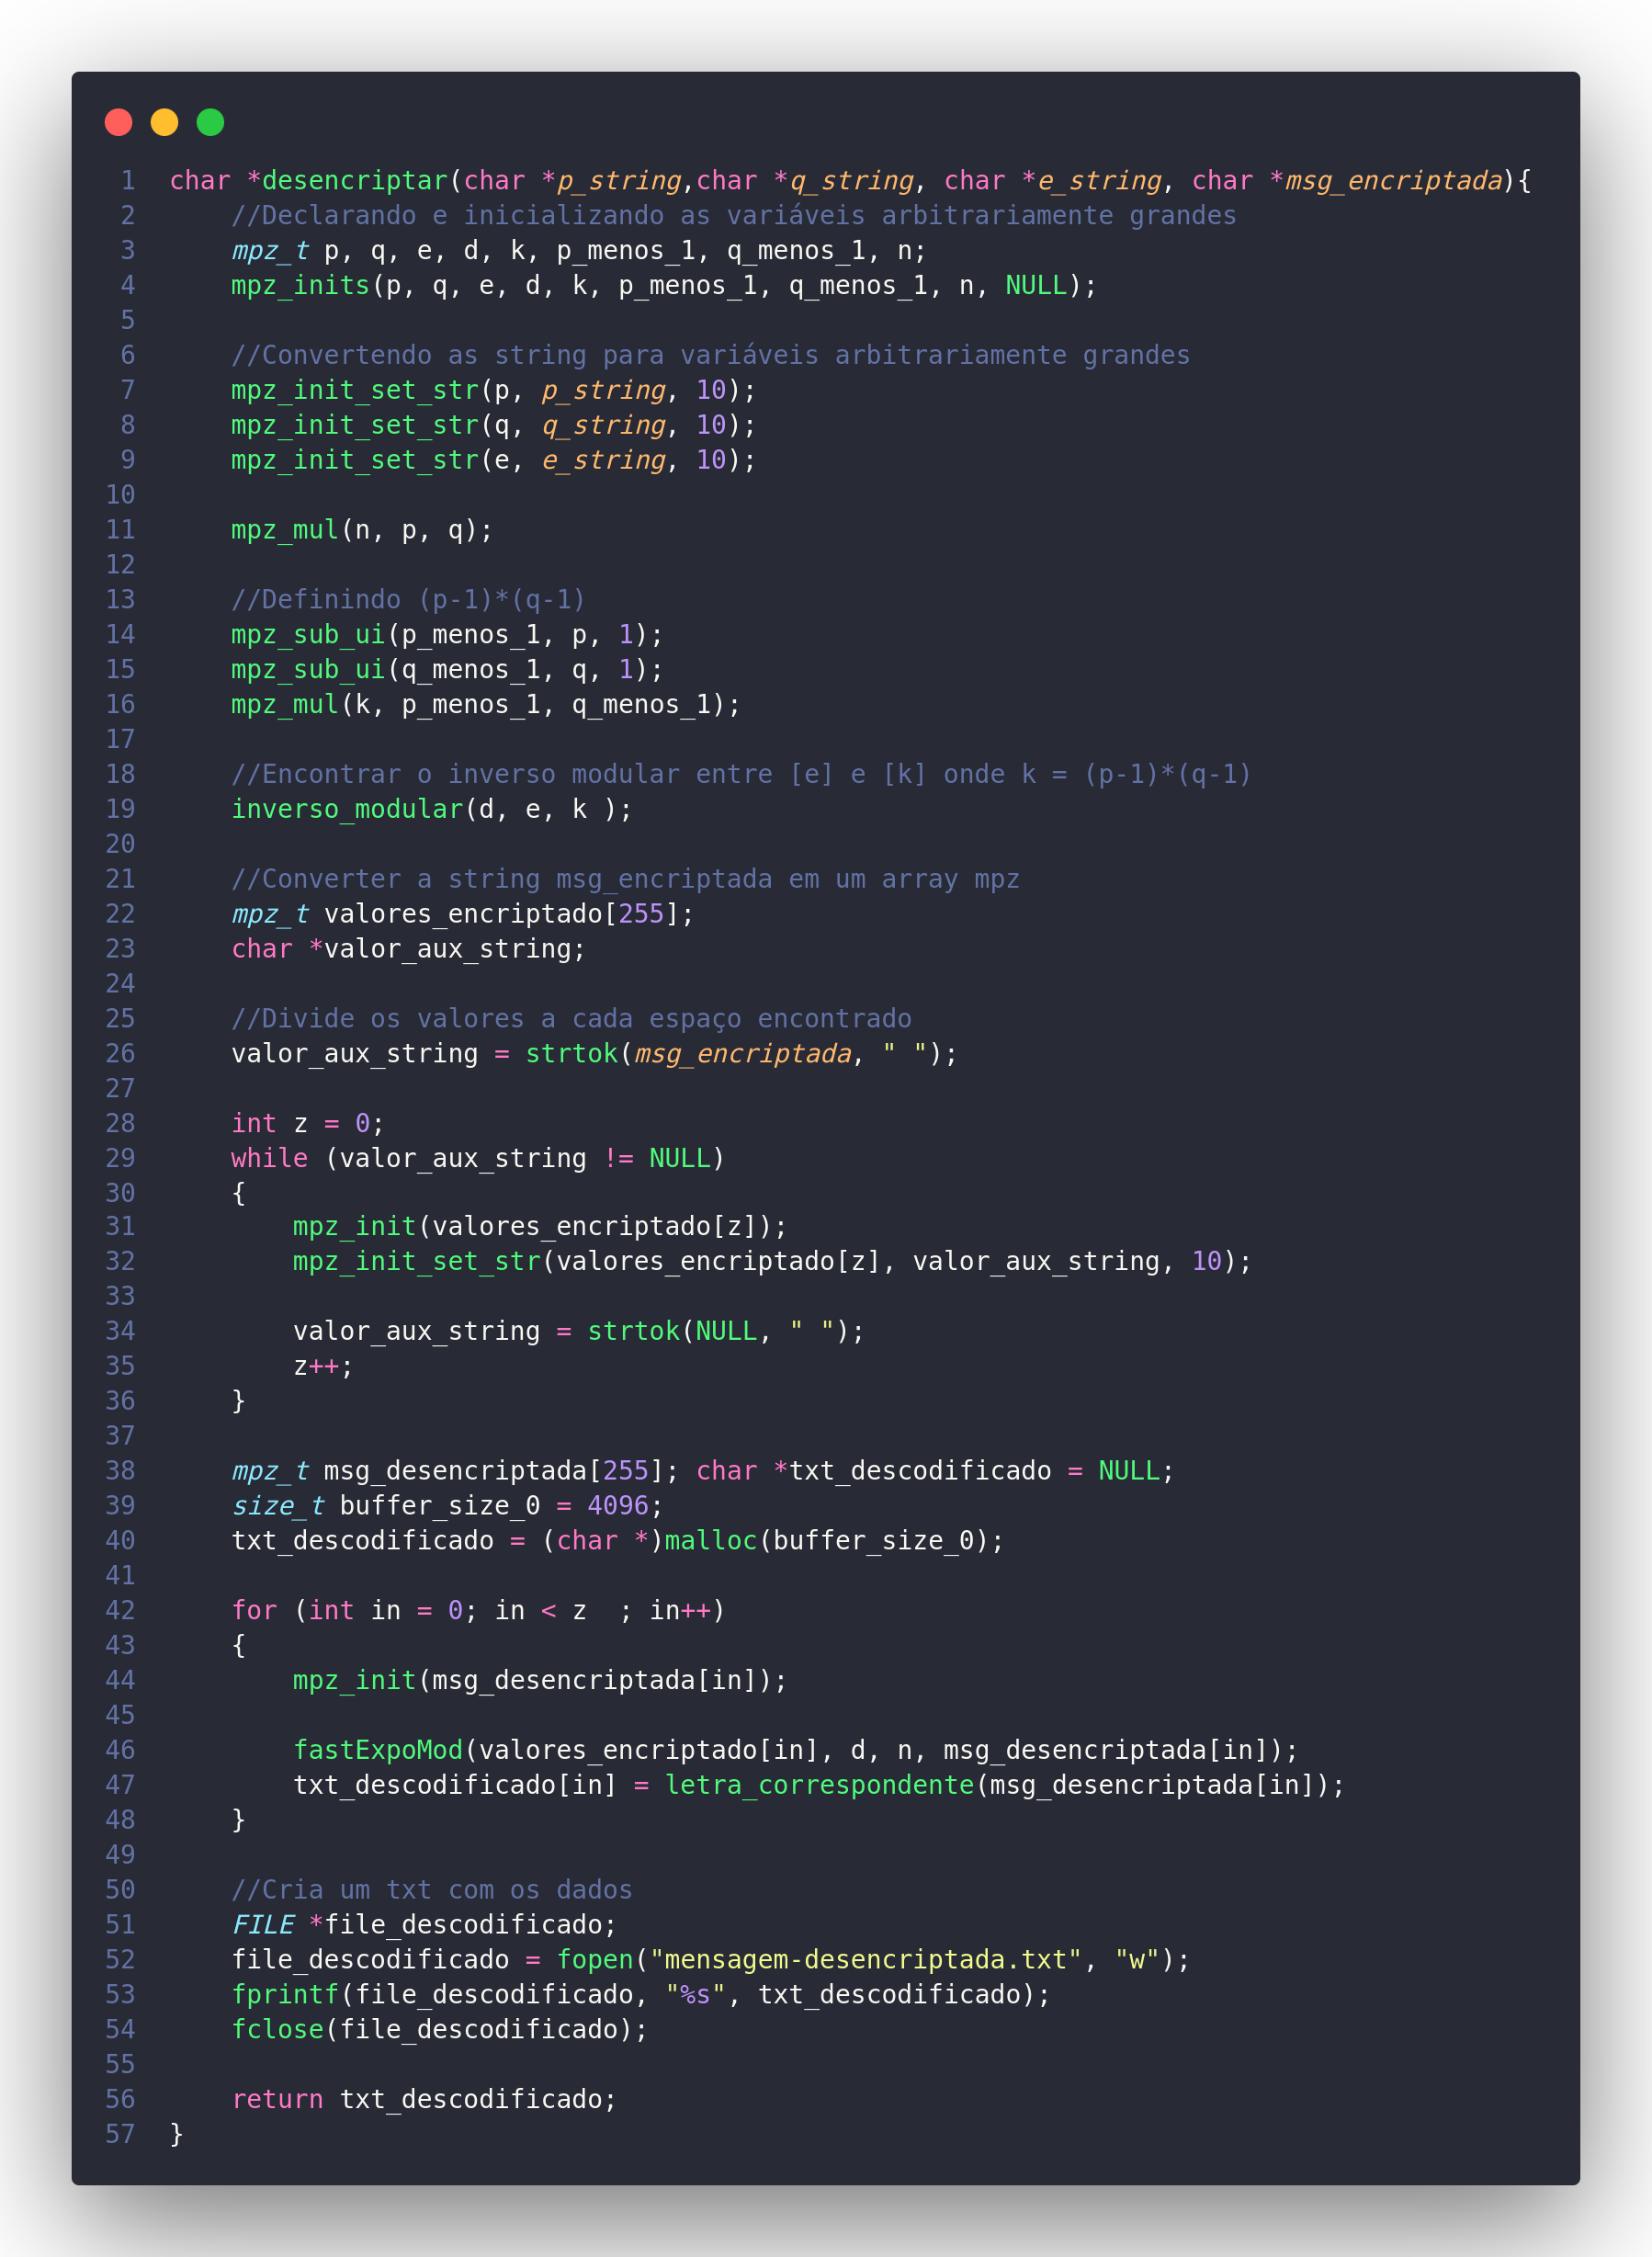 1 char *desencriptar(char *p_string,char *q_string, char *e_string, char *msg_encriptada){
2     //Declarando e inicializando as variáveis arbitrariamente grandes
3     mpz_t p, q, e, d, k, p_menos_1, q_menos_1, n;
4     mpz_inits(p, q, e, d, k, p_menos_1, q_menos_1, n, NULL);
5
6     //Convertendo as string para variáveis arbitrariamente grandes
7     mpz_init_set_str(p, p_string, 10);
8     mpz_init_set_str(q, q_string, 10);
9     mpz_init_set_str(e, e_string, 10);
10
11     mpz_mul(n, p, q);
12
13     //Definindo (p-1)*(q-1)
14     mpz_sub_ui(p_menos_1, p, 1);
15     mpz_sub_ui(q_menos_1, q, 1);
16     mpz_mul(k, p_menos_1, q_menos_1);
17
18     //Encontrar o inverso modular entre [e] e [k] onde k = (p-1)*(q-1)
19     inverso_modular(d, e, k );
20
21     //Converter a string msg_encriptada em um array mpz
22     mpz_t valores_encriptado[255];
23     char *valor_aux_string;
24
25     //Divide os valores a cada espaço encontrado
26     valor_aux_string = strtok(msg_encriptada, " ");
27
28     int z = 0;
29     while (valor_aux_string != NULL)
30     {
31         mpz_init(valores_encriptado[z]);
32         mpz_init_set_str(valores_encriptado[z], valor_aux_string, 10);
33
34         valor_aux_string = strtok(NULL, " ");
35         z++;
36     }
37
38     mpz_t msg_desencriptada[255]; char *txt_descodificado = NULL;
39     size_t buffer_size_0 = 4096;
40     txt_descodificado = (char *)malloc(buffer_size_0);
41
42     for (int in = 0; in < z  ; in++)
43     {
44         mpz_init(msg_desencriptada[in]);
45
46         fastExpoMod(valores_encriptado[in], d, n, msg_desencriptada[in]);
47         txt_descodificado[in] = letra_correspondente(msg_desencriptada[in]);
48     }
49
50     //Cria um txt com os dados
51     FILE *file_descodificado;
52     file_descodificado = fopen("mensagem-desencriptada.txt", "w");
53     fprintf(file_descodificado, "%s", txt_descodificado);
54     fclose(file_descodificado);
55
56     return txt_descodificado;
57 }